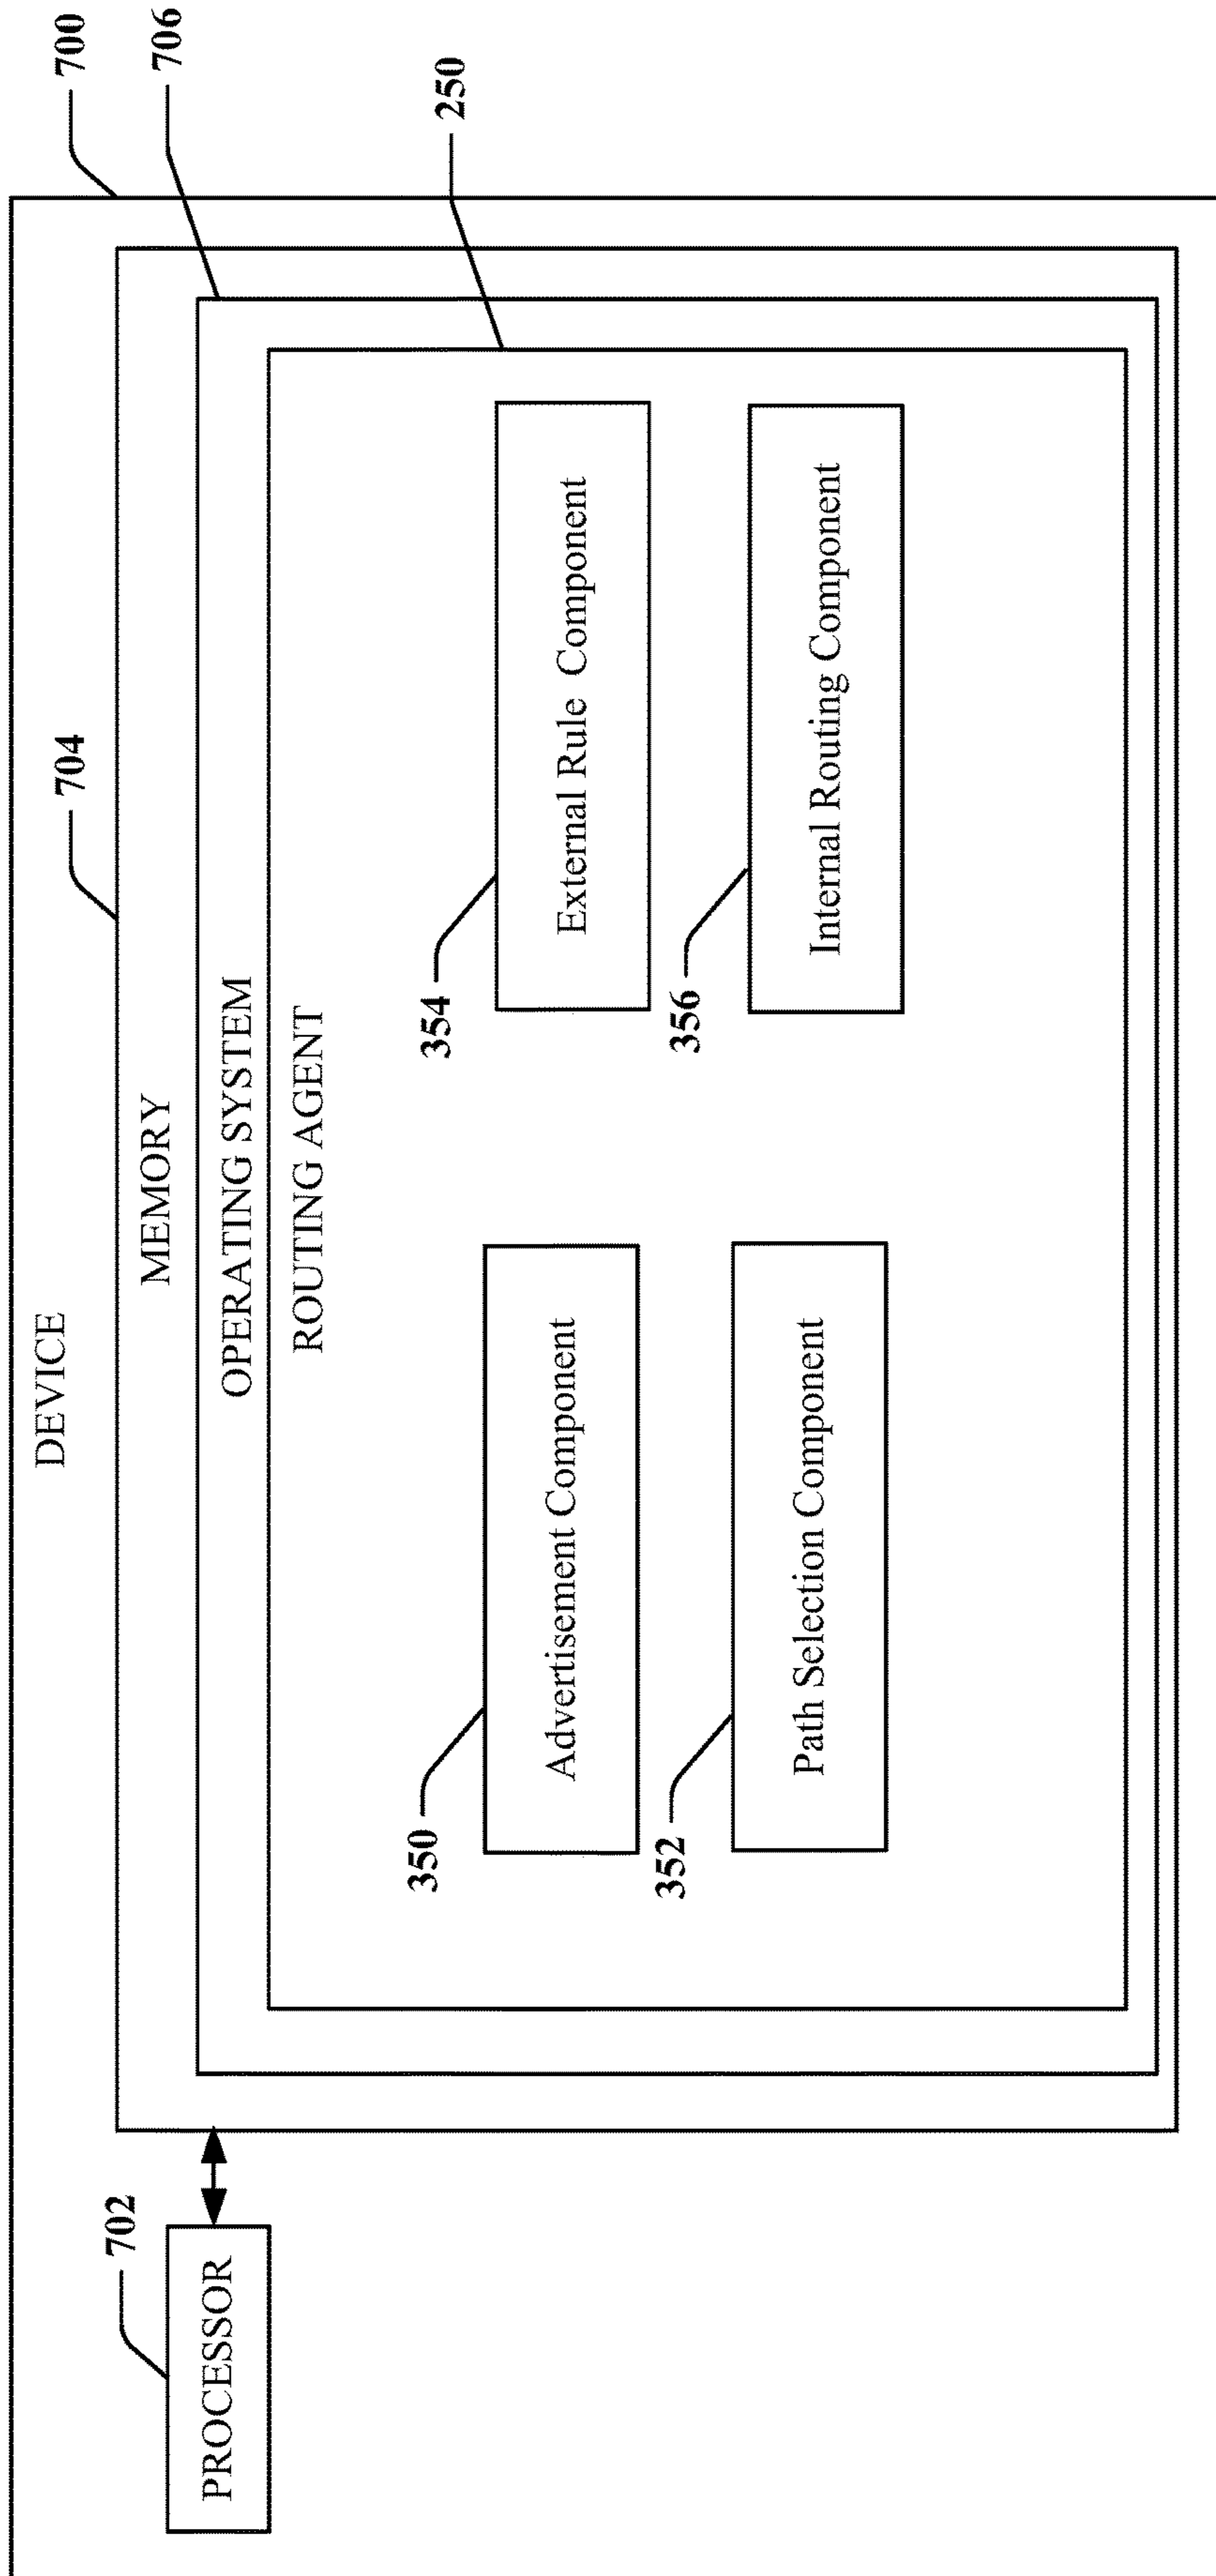 DEVICE
700
704
706
MEMORY
702
PROCESSOR
OPERATING SYSTEM
250
ROUTING AGENT
350
354
Advertisement Component
External Rule Component
352
356
Path Selection Component
Internal Routing Component